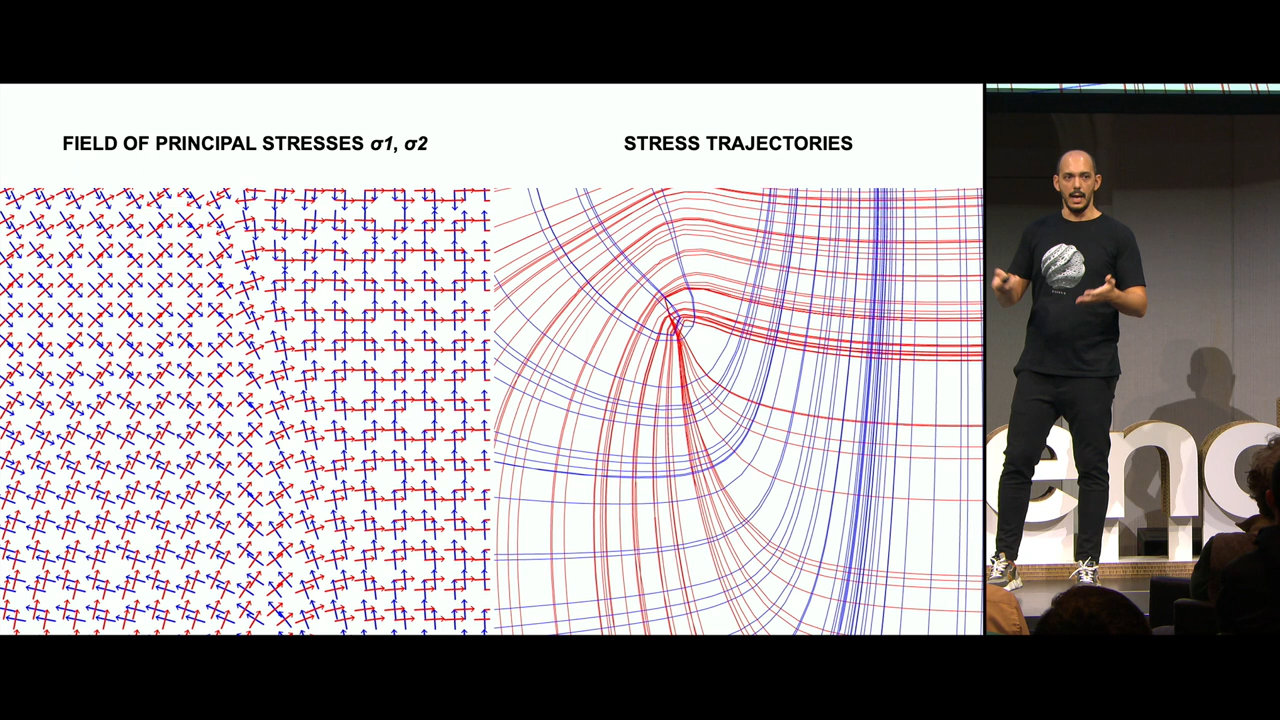 FIELD OF PRINCIPAL STRESSES σ1, σ2
STRESS TRAJECTORIES